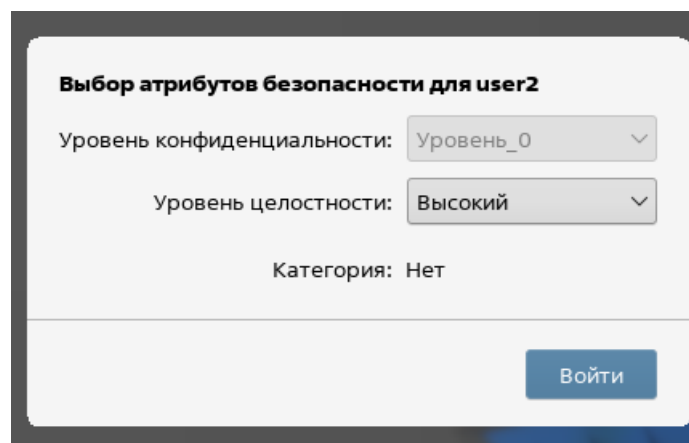 Выбор атрибутов безопасности для user2
Уровень конфиденциальности: Уровень_0
Уровень целостности: Высокий
Категория: Нет
Войти